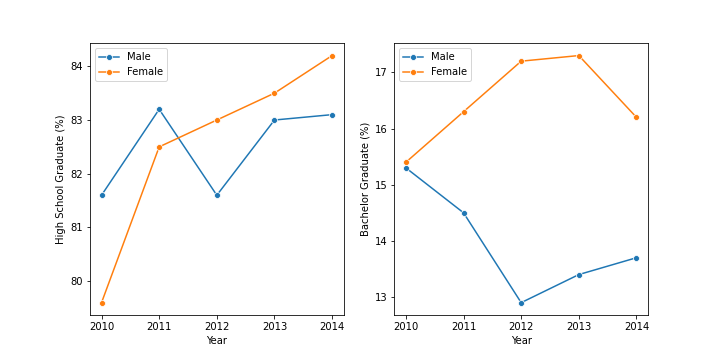 Male
Female
High School Graduate (%)
84
83
82
81
80
2010
2011
2012
2013
2014
Year
Male
Female
Bachelor Graduate (%)
17
16
15
14
13
2010
2011
2012
2013
2014
Year